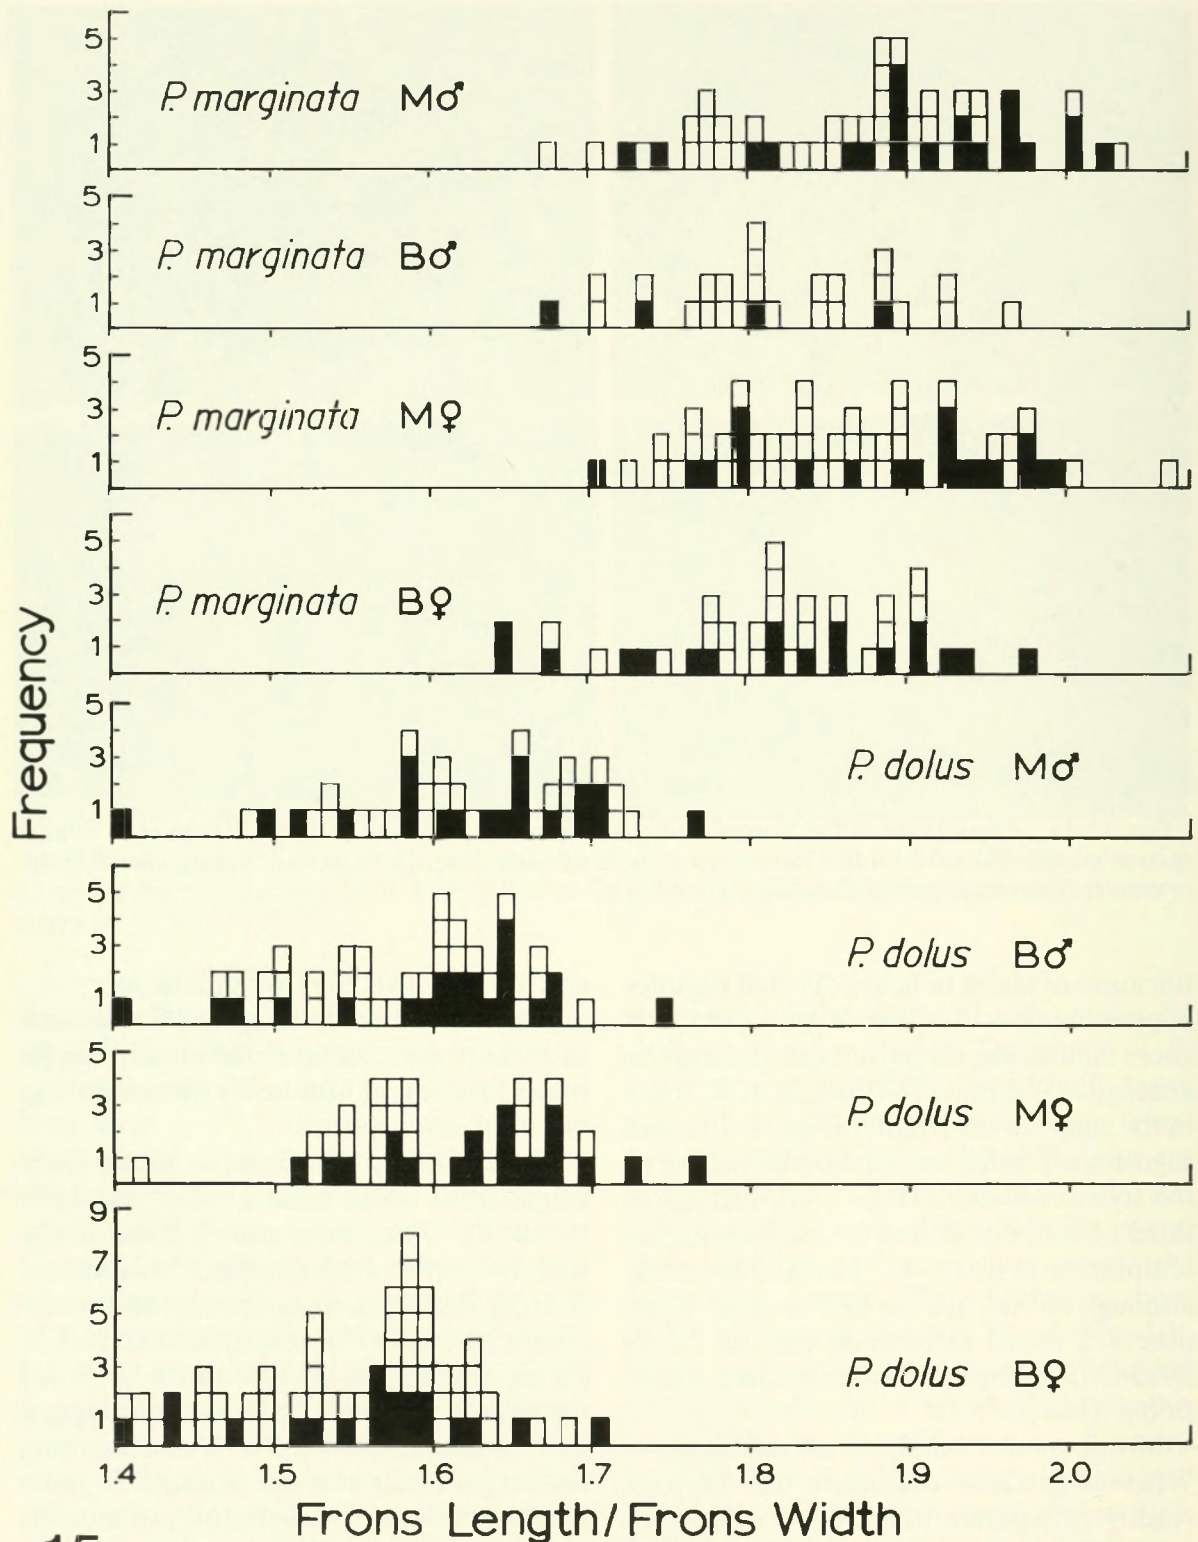 Frequency
5
3
1
P. marginata M♂
5
3
1
P. marginata B♂
5
3
1
P. marginata M♀
5
3
1
P. marginata B♀
5
3
1
P. dolus M♂
5
3
1
P. dolus B♂
5
3
1
P. dolus M♀
9
7
5
3
1
P. dolus B♀
1.4 1.5 1.6 1.7 1.8 1.9 2.0
Frons Length/Frons Width
15